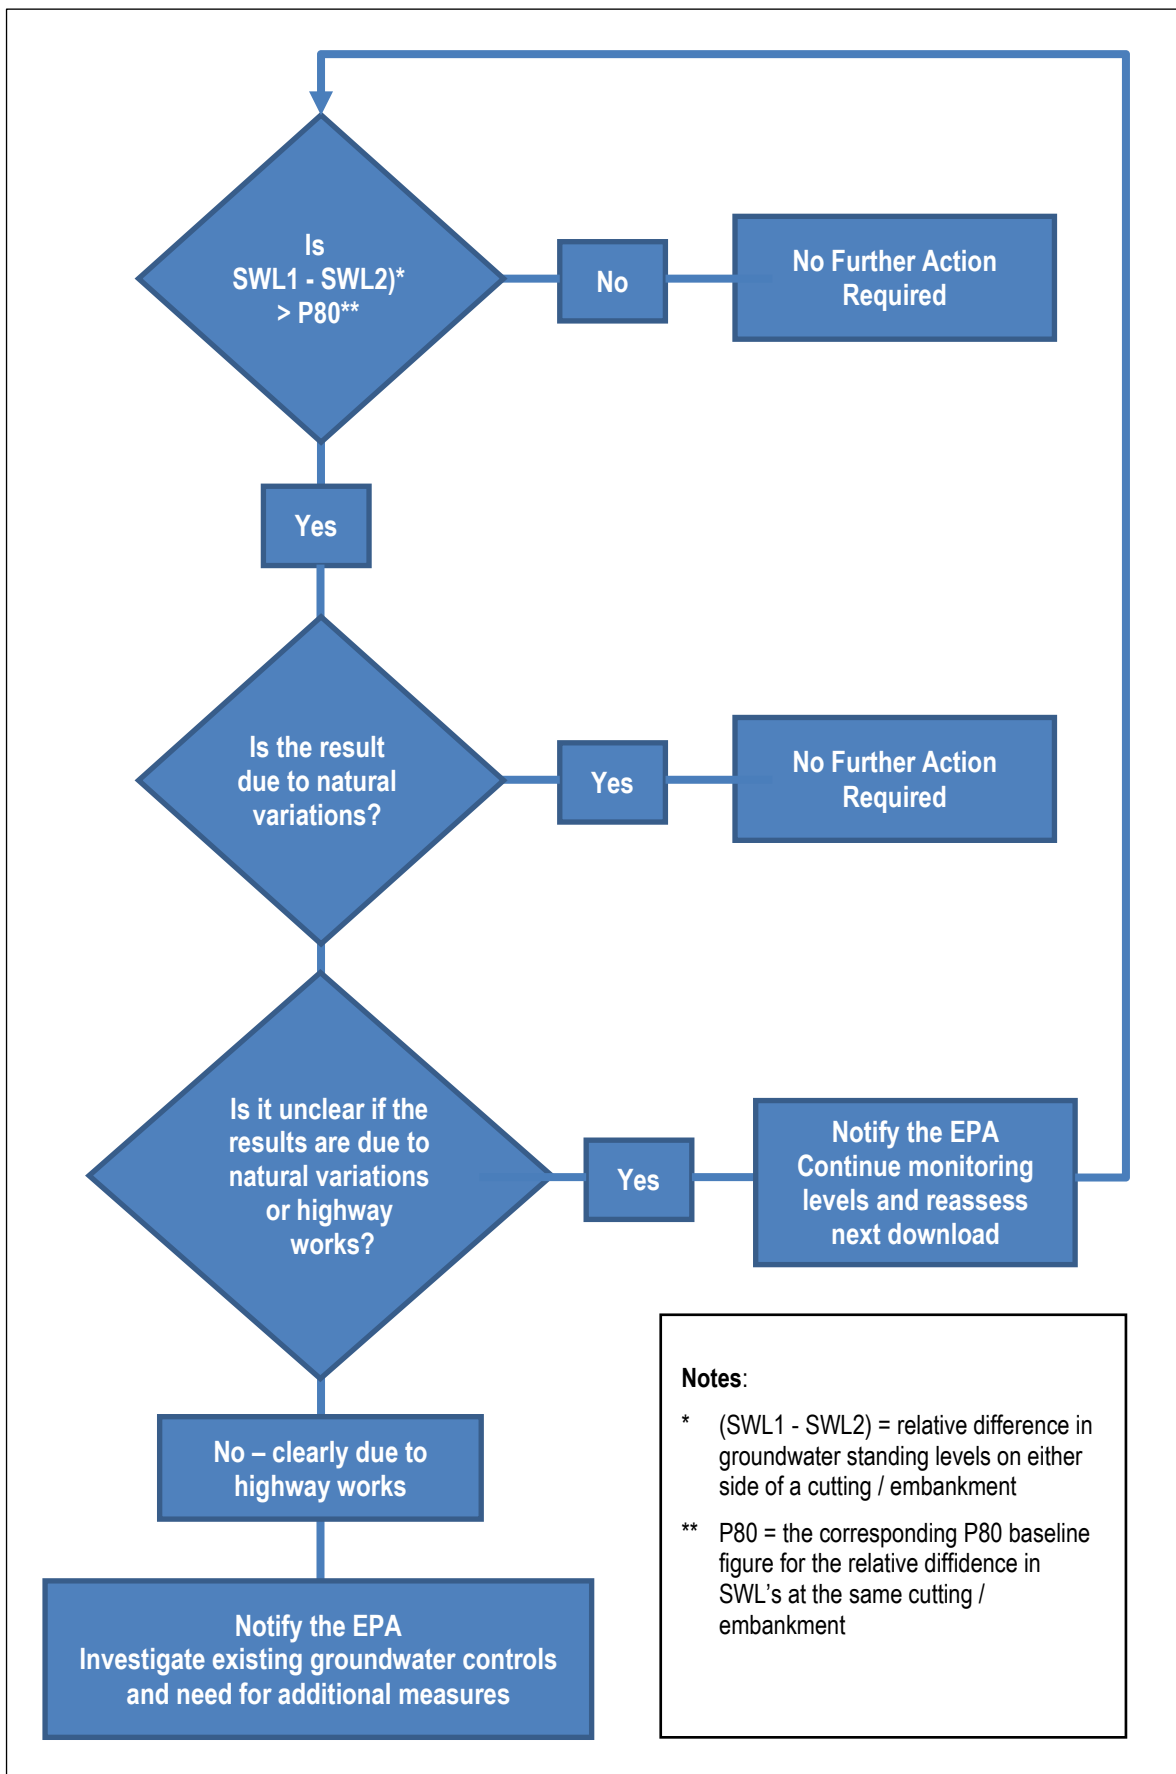 Is
SWL1 - SWL2)*
> P80**
No
No Further Action
Required
Yes
Is the result
due to natural
variations?
Yes
No Further Action
Required
Is it unclear if the
results are due to
natural variations
or highway
works?
Yes
Notify the EPA
Continue monitoring
levels and reassess
next download
No – clearly due to
highway works
Notify the EPA
Investigate existing groundwater controls
and need for additional measures
Notes:
* (SWL1 - SWL2) = relative difference in
groundwater standing levels on either
side of a cutting / embankment
** P80 = the corresponding P80 baseline
figure for the relative diffidence in
SWL's at the same cutting /
embankment